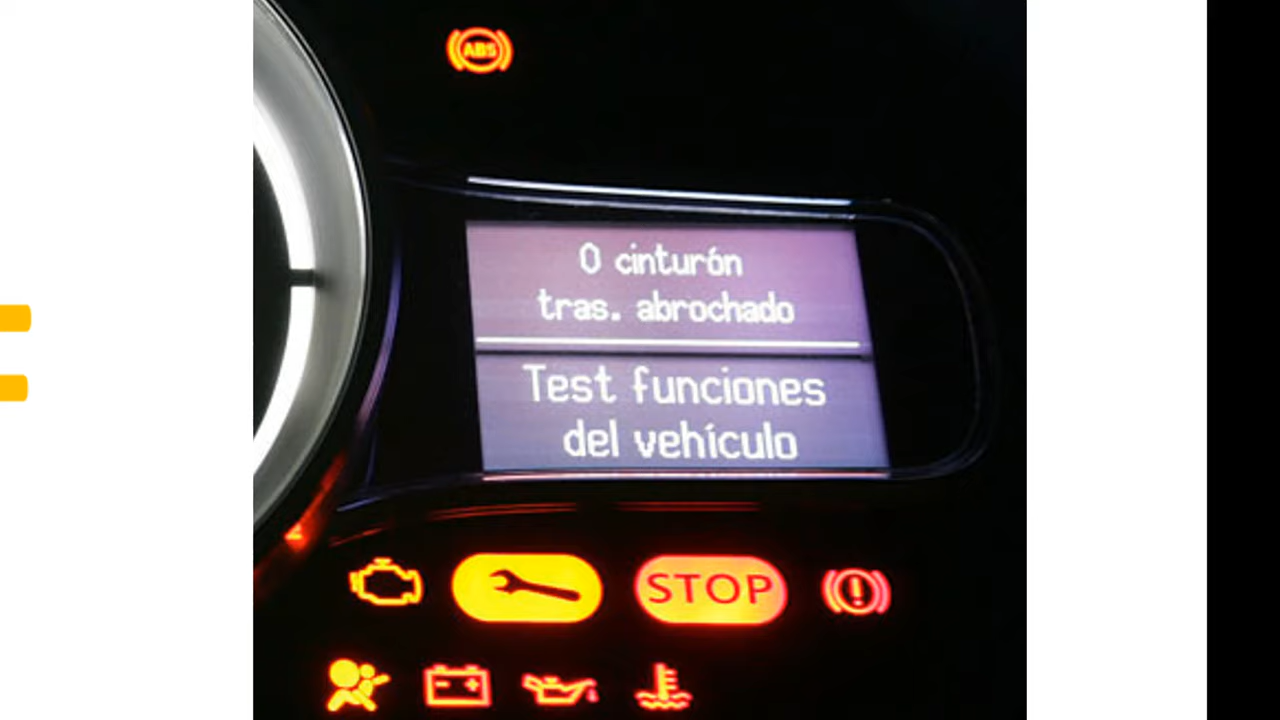 ABS
0 cinturón
tras. abrochado
Test funciones
del vehículo
STOP